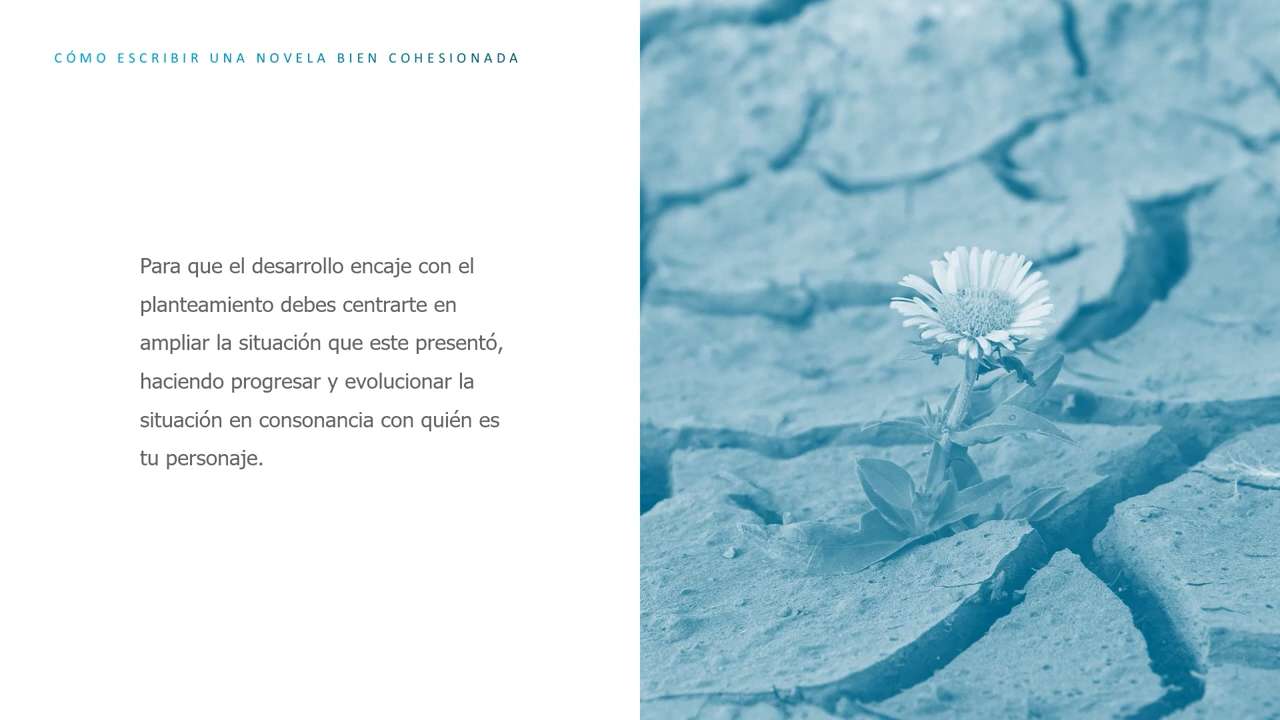 CÓMO ESCRIBIR UNA NOVELA BIEN COHESIONADA
Para que el desarrollo encaje con el
planteamiento debes centrarte en
ampliar la situación que este presentó,
haciendo progresar y evolucionar la
situación en consonancia con quién es
tu personaje.